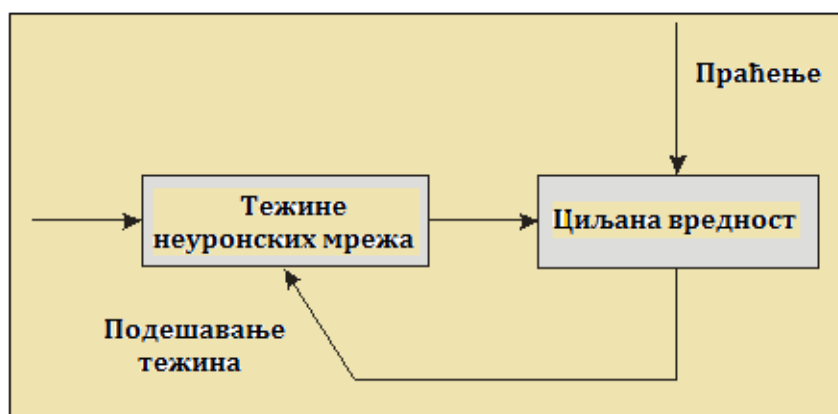 Праћење
Тежине
неуронских мрежа
Циљана вредност
Подешавање
тежина